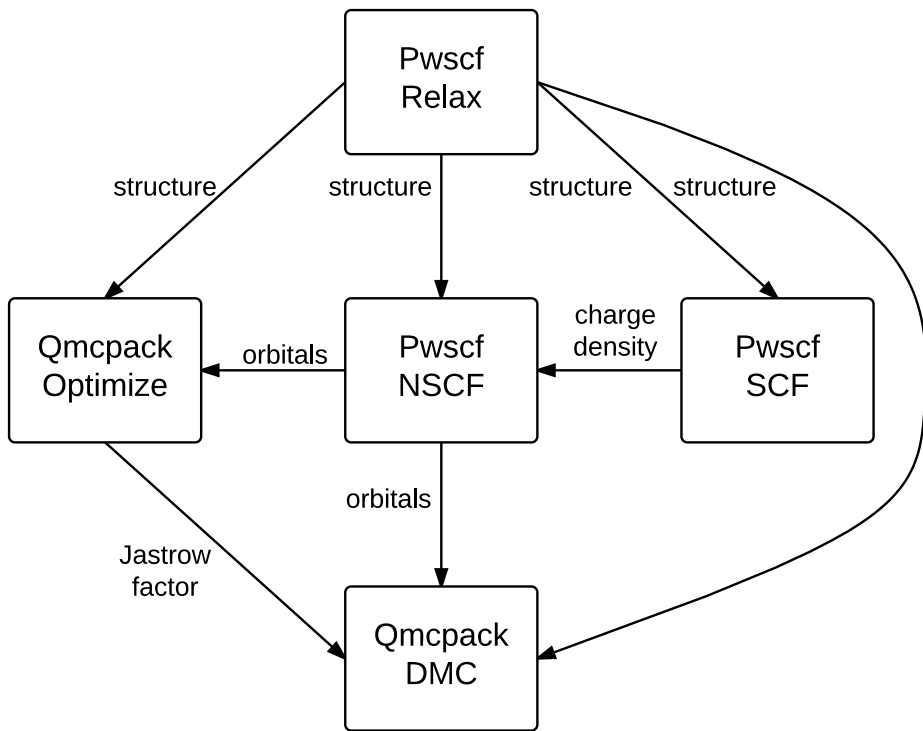 Pwscf
Relax
structure
structure
structure
structure
Qmcpack
Optimize
orbitals
Pwscf
NSCF
charge
density
Pwscf
SCF
orbitals
Jastrow
factor
Qmcpack
DMC